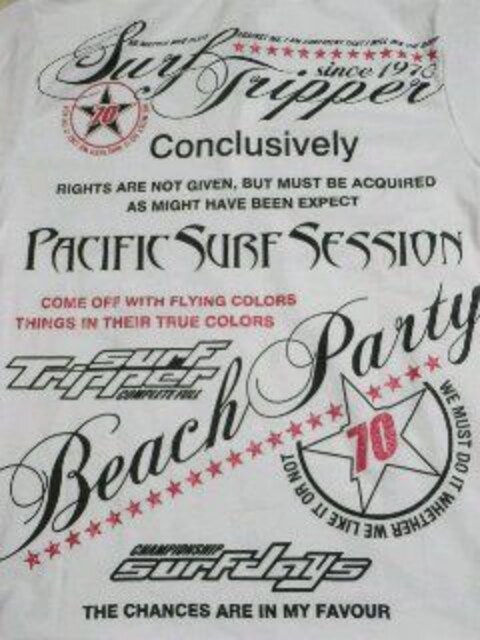 Surf
Tripper
since 1970
70
Conclusively
RIGHTS ARE NOT GIVEN, BUT MUST BE ACQUIRED
AS MIGHT HAVE BEEN EXPECT
PACIFIC SURF SESSION
COME OFF WITH FLYING COLORS
THINGS IN THEIR TRUE COLORS
surf
Tripper
COMPLETE FULL
Beach Party
70
WE MUST DO IT WHETHER WE LIKE IT OR NOT
CHAMPIONSHIP
surfdays
THE CHANCES ARE IN MY FAVOUR